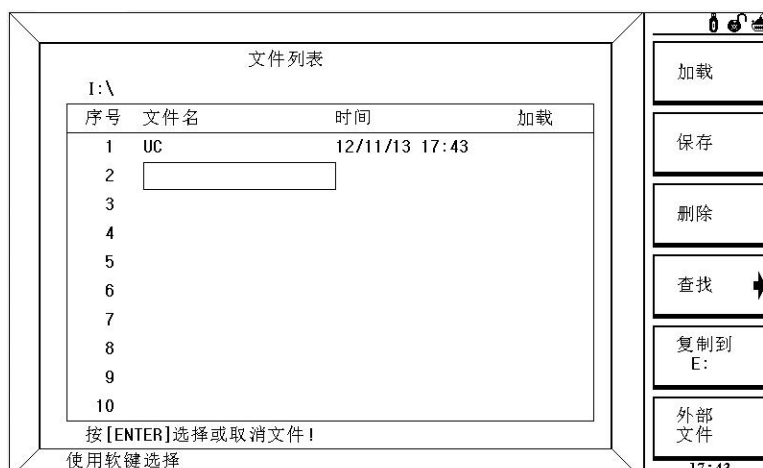 文件列表
I:\
序号 文件名 时间 加载
1 UC 12/11/13 17:43
2
3
4
5
6
7
8
9
10
按[ENTER]选择或取消文件!
使用软键选择
加载
保存
删除
查找
复制到
E:
外部
文件
17:43